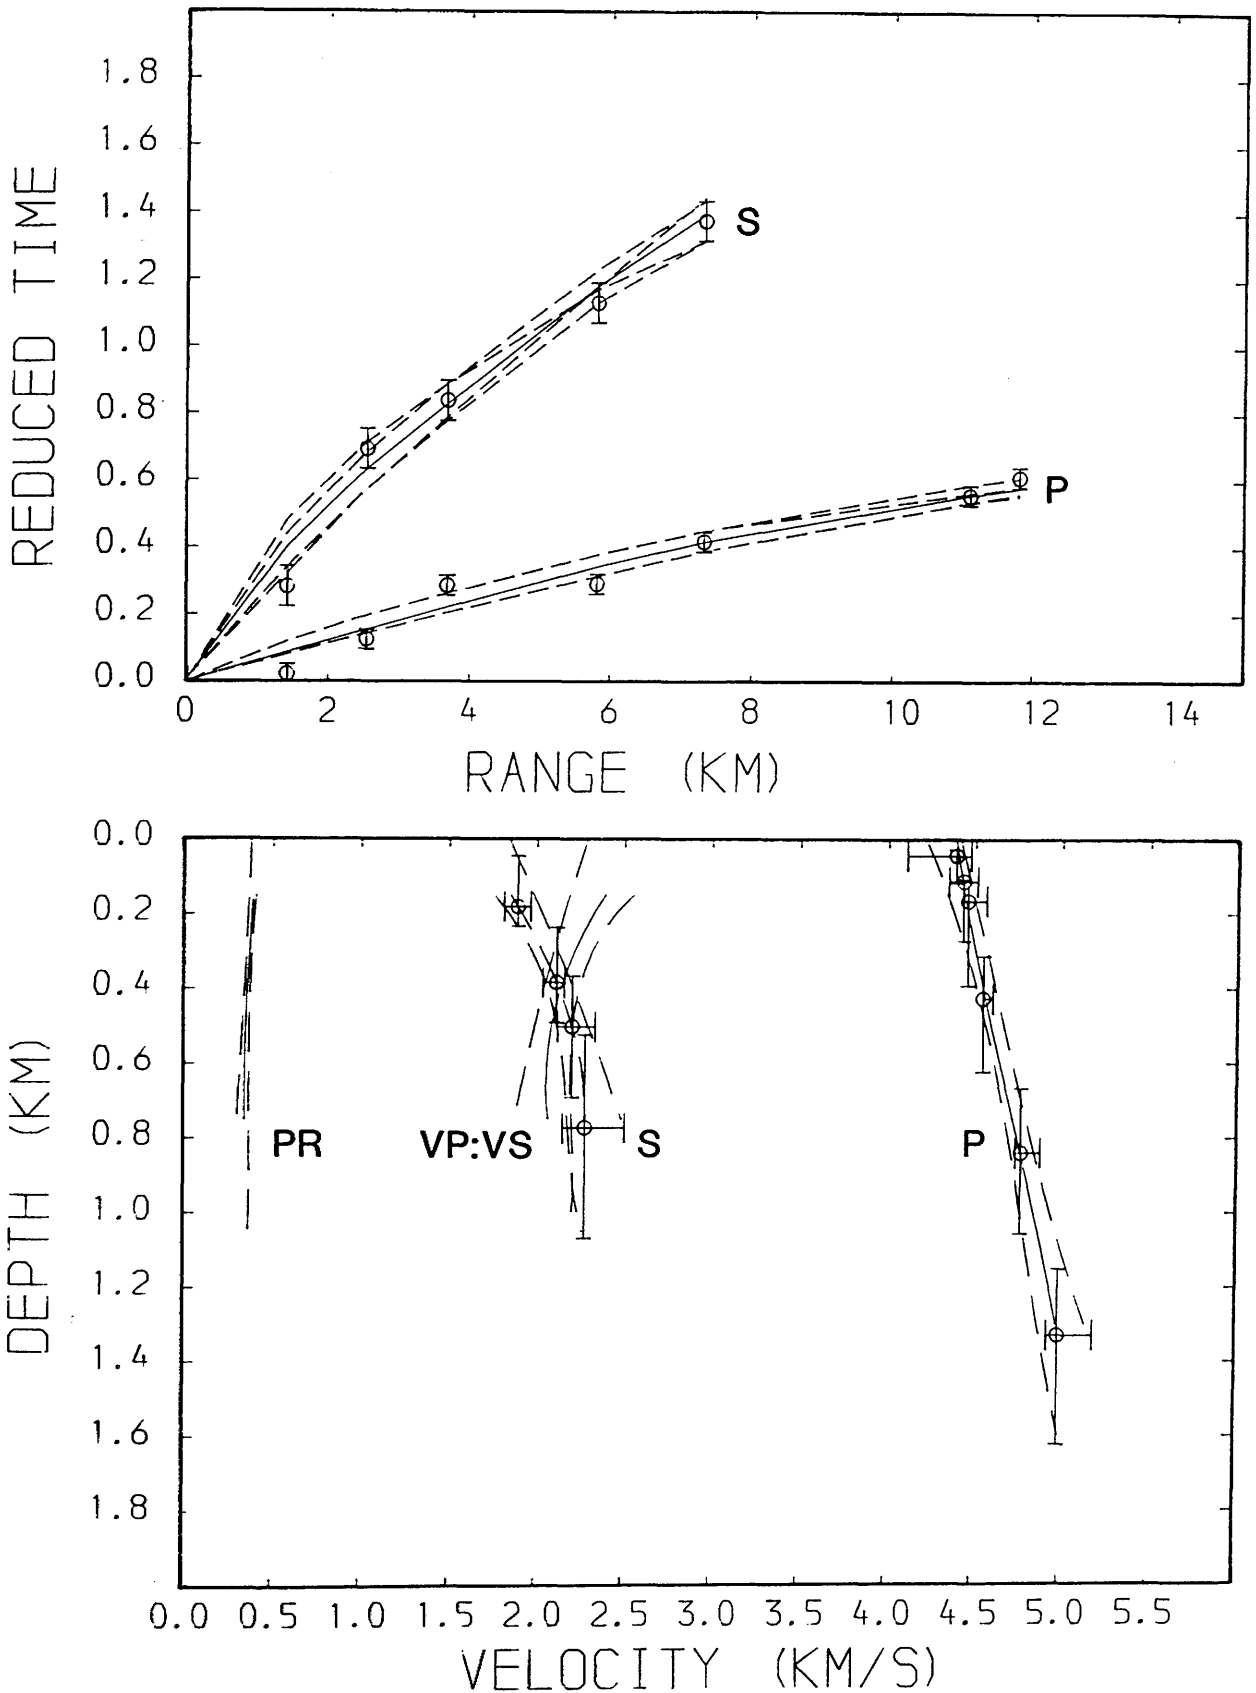 REDUCED TIME
1.8
1.6
1.4
1.2
1.0
0.8
0.6
0.4
0.2
0.0
S
P
0 2 4 6 8 10 12 14
RANGE (KM)
DEPTH (KM)
0.0
0.2
0.4
0.6
0.8
1.0
1.2
1.4
1.6
1.8
PR VP:VS S P
0.0 0.5 1.0 1.5 2.0 2.5 3.0 3.5 4.0 4.5 5.0 5.5
VELOCITY (KM/S)